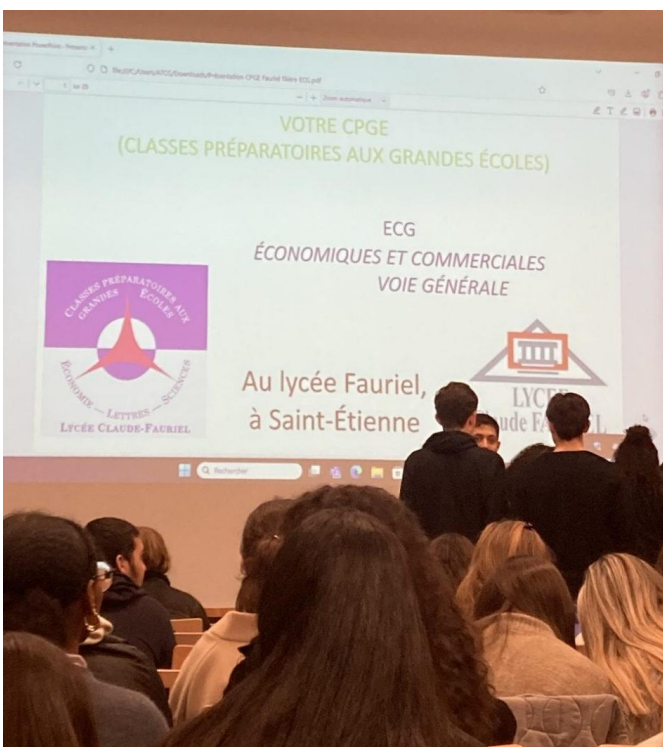 VOTRE CPGE
(CLASSES PRÉPARATOIRES AUX GRANDES ÉCOLES)
ECG
ÉCONOMIQUES ET COMMERCIALES
VOIE GÉNÉRALE
CLASSES PRÉPARATOIRES AUX
GRANDES ÉCOLES
ÉCONOMIE — LETTRES — SCIENCES
LYCÉE CLAUDE-FAURIEL
Au lycée Fauriel,
à Saint-Étienne
LYCÉE
Rechercher